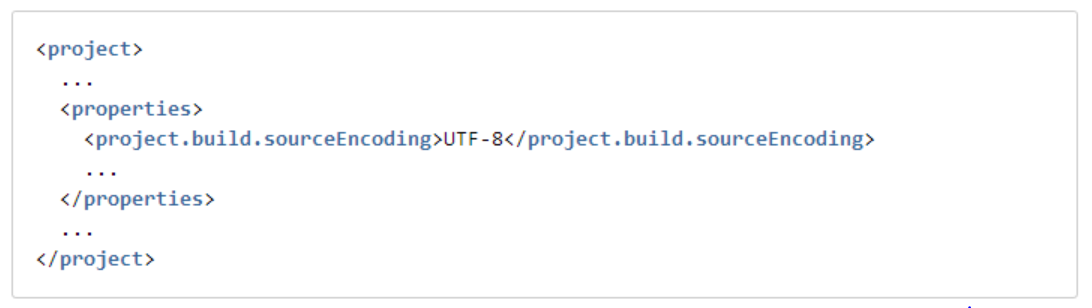 <project>
...
<properties>
<project.build.sourceEncoding>UTF-8</project.build.sourceEncoding>
...
</properties>
...
</project>